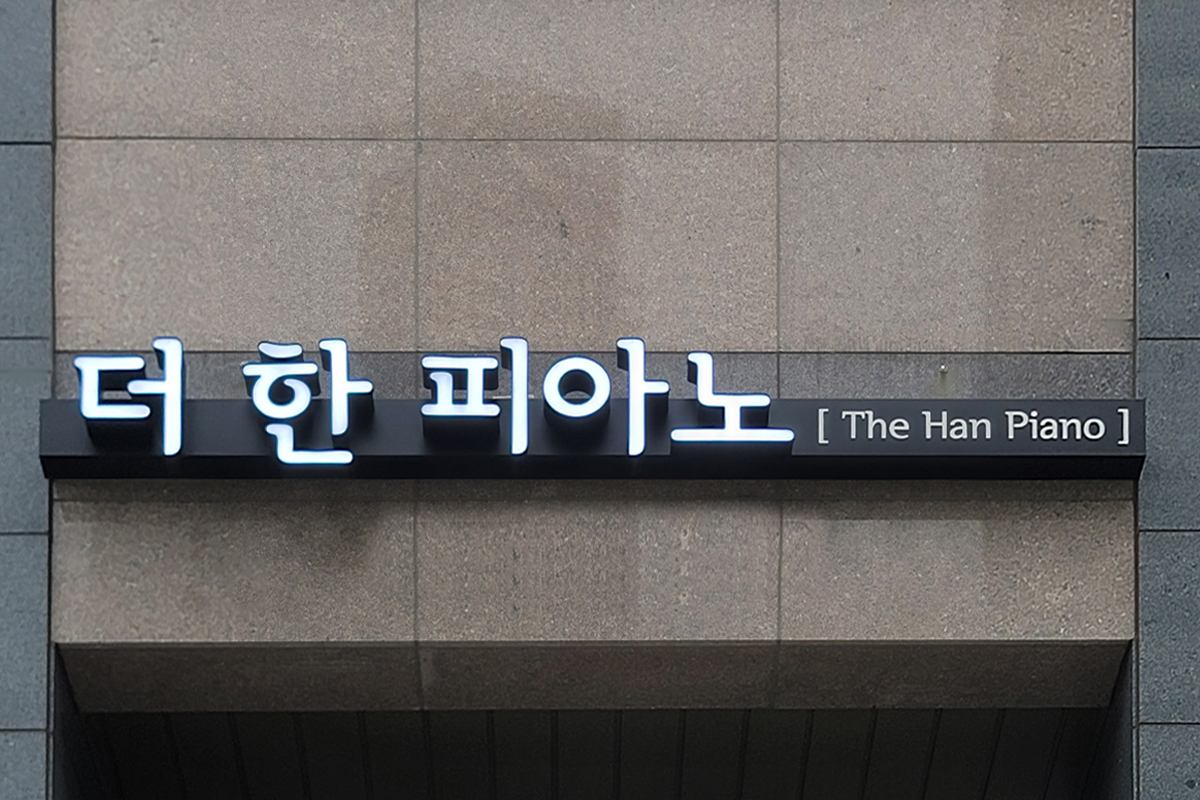 더 한 피아노 [ The Han Piano ]